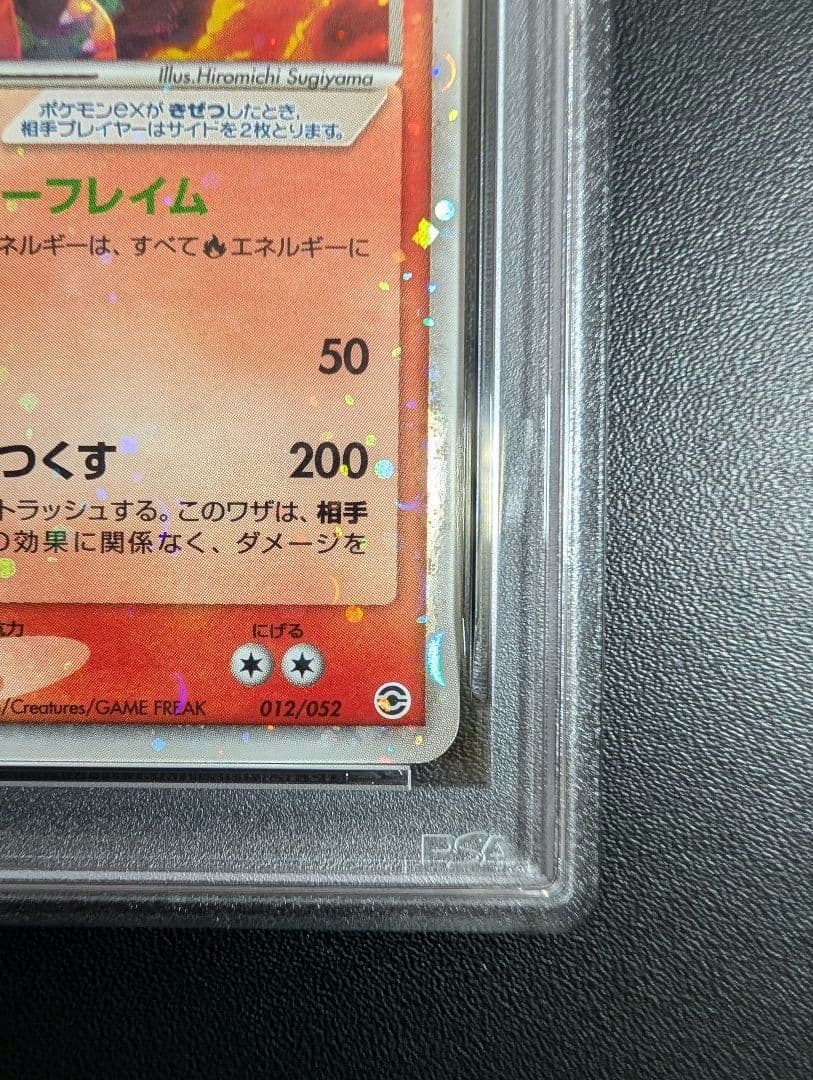 illus.Hiromichi Sugiyama
ポケモンexが きぜつしたとき、
相手プレイヤーはサイドを2枚とります。
ーフレイム
ネルギーは、すべて エネルギーに
50
つくす 200
トラッシュする。このワザは、相手
の効果に関係なく、ダメージを
力 にげる
/Creatures/GAME FREAK 012/052
PSA